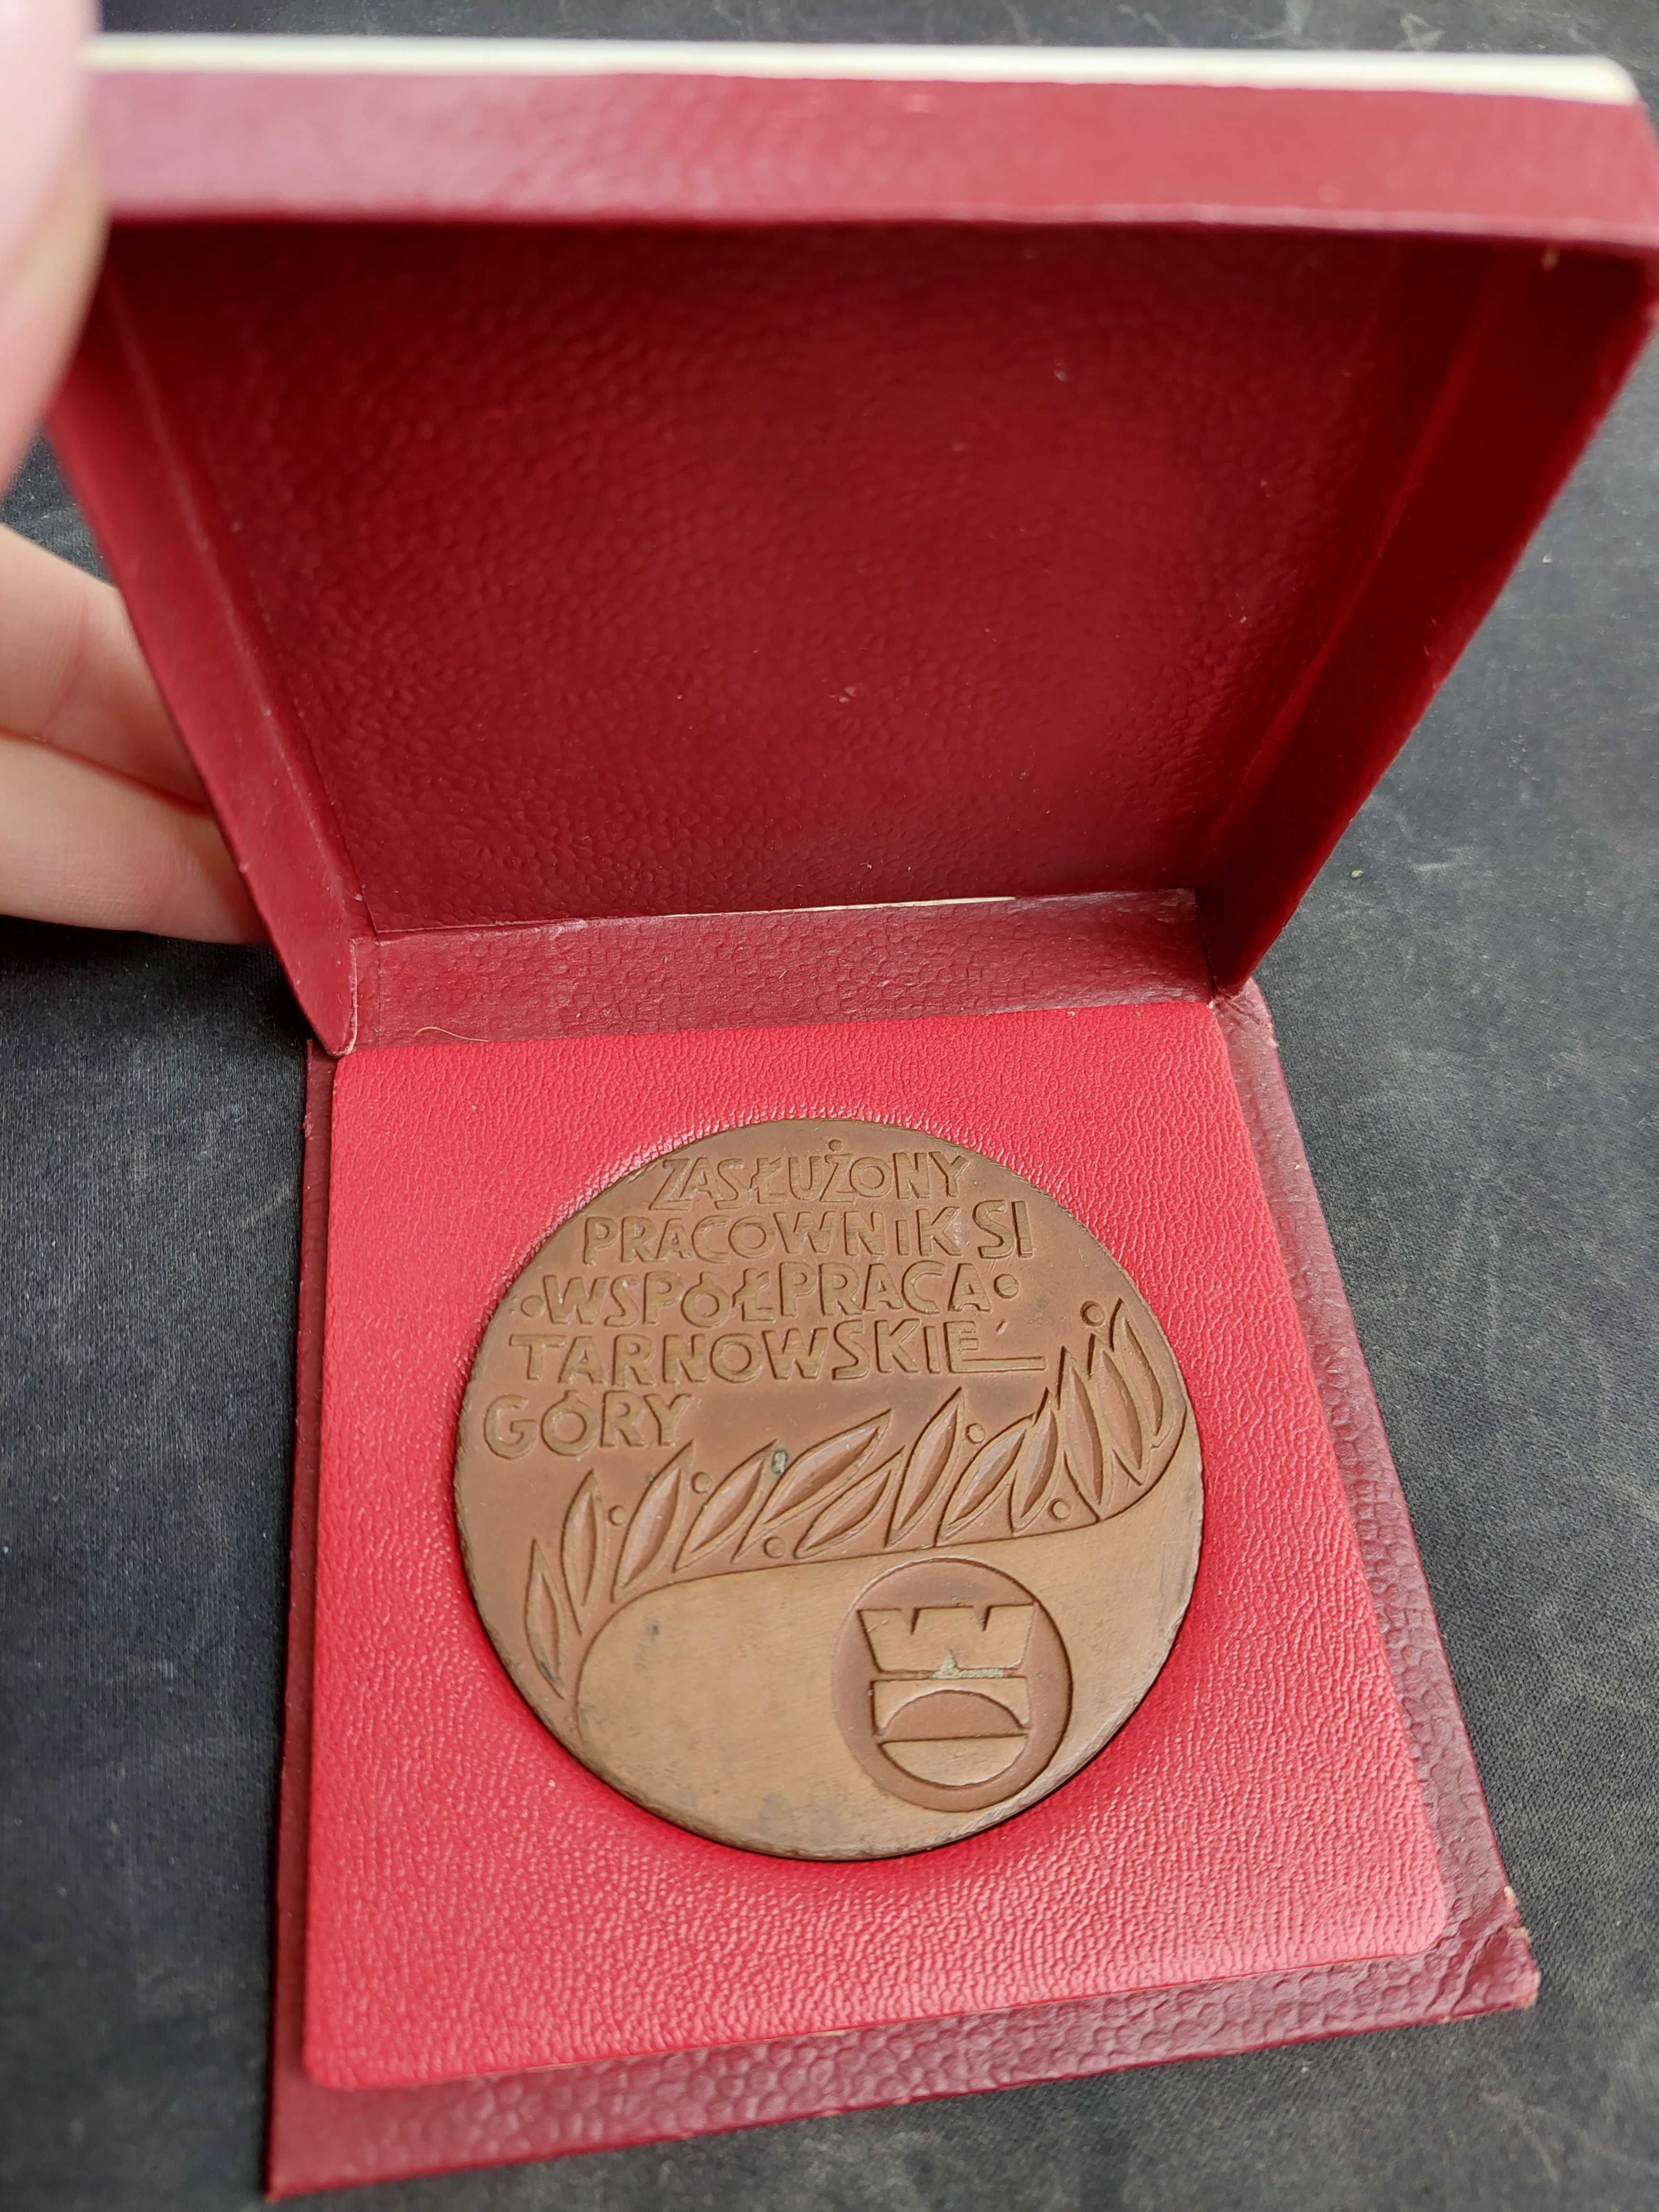 ZASŁUŻONY
PRACOWNIK SI
•WSPÓŁPRACA•
TARNOWSKIE
GÓRY